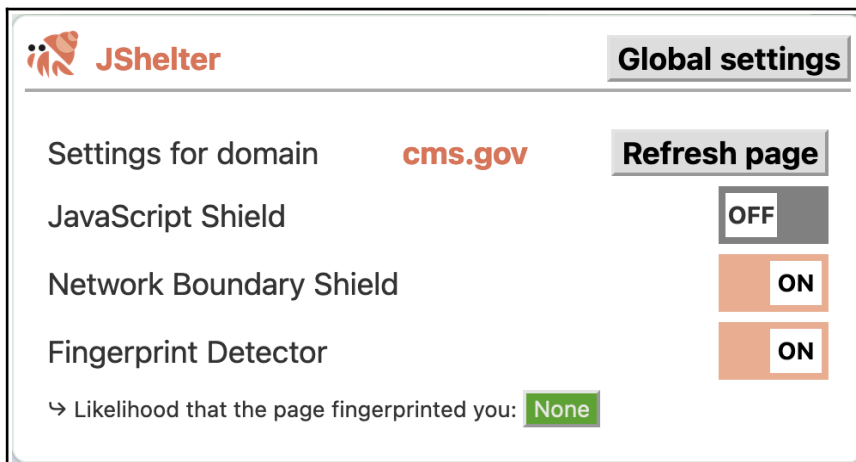 JShelter Global settings
Settings for domain cms.gov Refresh page
JavaScript Shield OFF
Network Boundary Shield ON
Fingerprint Detector ON
↪ Likelihood that the page fingerprinted you: None